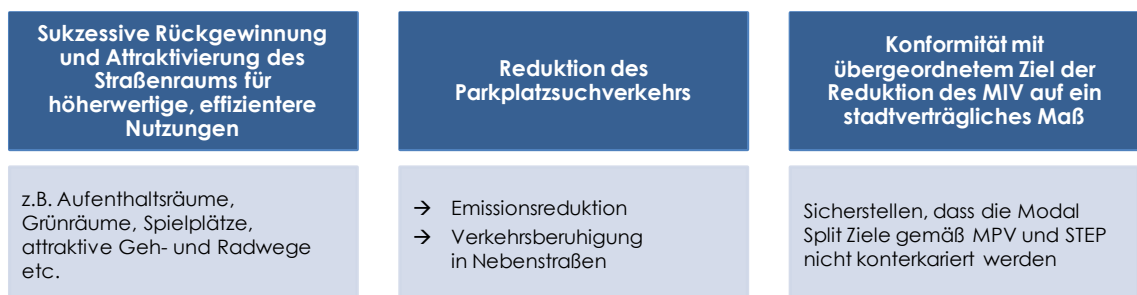 Sukzessive Rückgewinnung
und Attraktivierung des
Straßenraums für
höherwertige, effizientere
Nutzungen
z.B. Aufenthaltsräume,
Grünräume, Spielplätze,
attraktive Geh- und Radwege
etc.
Reduktion des
Parkplatzsuchverkehrs
→ Emissionsreduktion
→ Verkehrsberuhigung
in Nebenstraßen
Konformität mit
übergeordnetem Ziel der
Reduktion des MIV auf ein
stadtverträgliches Maß
Sicherstellen, dass die Modal
Split Ziele gemäß MPV und STEP
nicht konterkariert werden